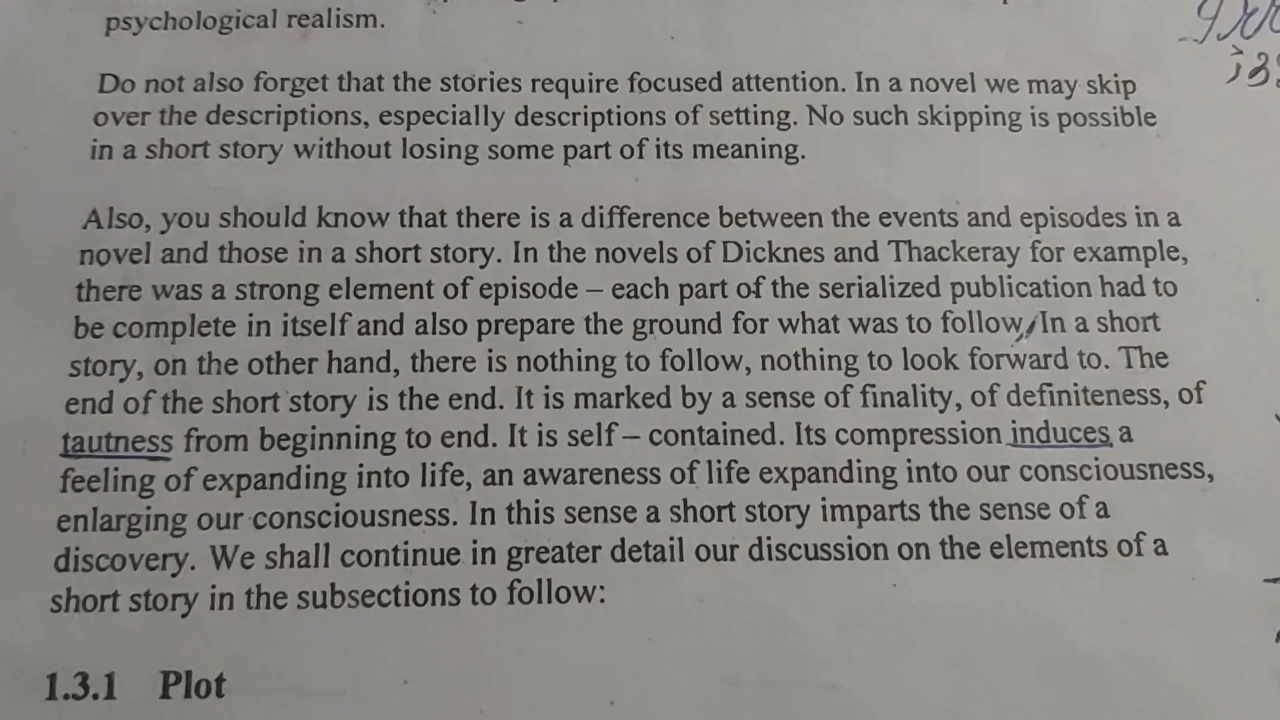 psychological realism.
Do not also forget that the stories require focused attention. In a novel we may skip
over the descriptions, especially descriptions of setting. No such skipping is possible
in a short story without losing some part of its meaning.
Also, you should know that there is a difference between the events and episodes in a
novel and those in a short story. In the novels of Dicknes and Thackeray for example,
there was a strong element of episode – each part of the serialized publication had to
be complete in itself and also prepare the ground for what was to follow, In a short
story, on the other hand, there is nothing to follow, nothing to look forward to. The
end of the short story is the end. It is marked by a sense of finality, of definiteness, of
tautness from beginning to end. It is self – contained. Its compression induces a
feeling of expanding into life, an awareness of life expanding into our consciousness,
enlarging our consciousness. In this sense a short story imparts the sense of a
discovery. We shall continue in greater detail our discussion on the elements of a
short story in the subsections to follow:
1.3.1 Plot